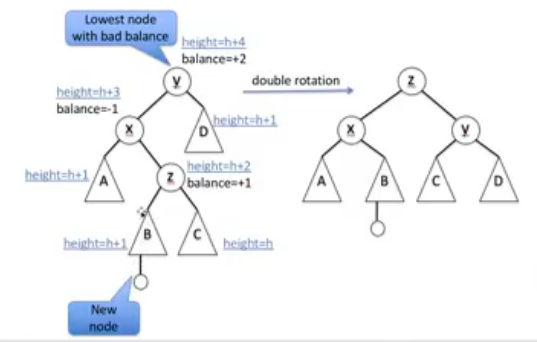 Lowest node
with bad balance
height=h+4
balance=+2
y
height=h+3
balance=-1
double rotation
z
x
D
height=h+1
x
y
height=h+1
A
z
height=h+2
balance=+1
A
B
C
D
height=h+1
B
C
height=h
New
node